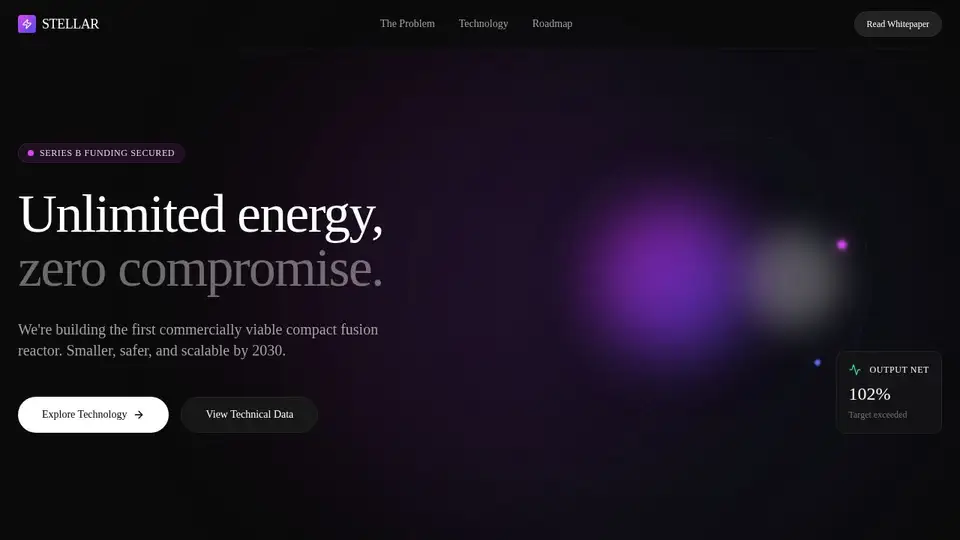 STELLAR
The Problem
Technology
Roadmap
Read Whitepaper
SERIES B FUNDING SECURED
Unlimited energy,
zero compromise.
We're building the first commercially viable compact fusion
reactor. Smaller, safer, and scalable by 2030.
Explore Technology
View Technical Data
OUTPUT NET
102%
Target exceeded